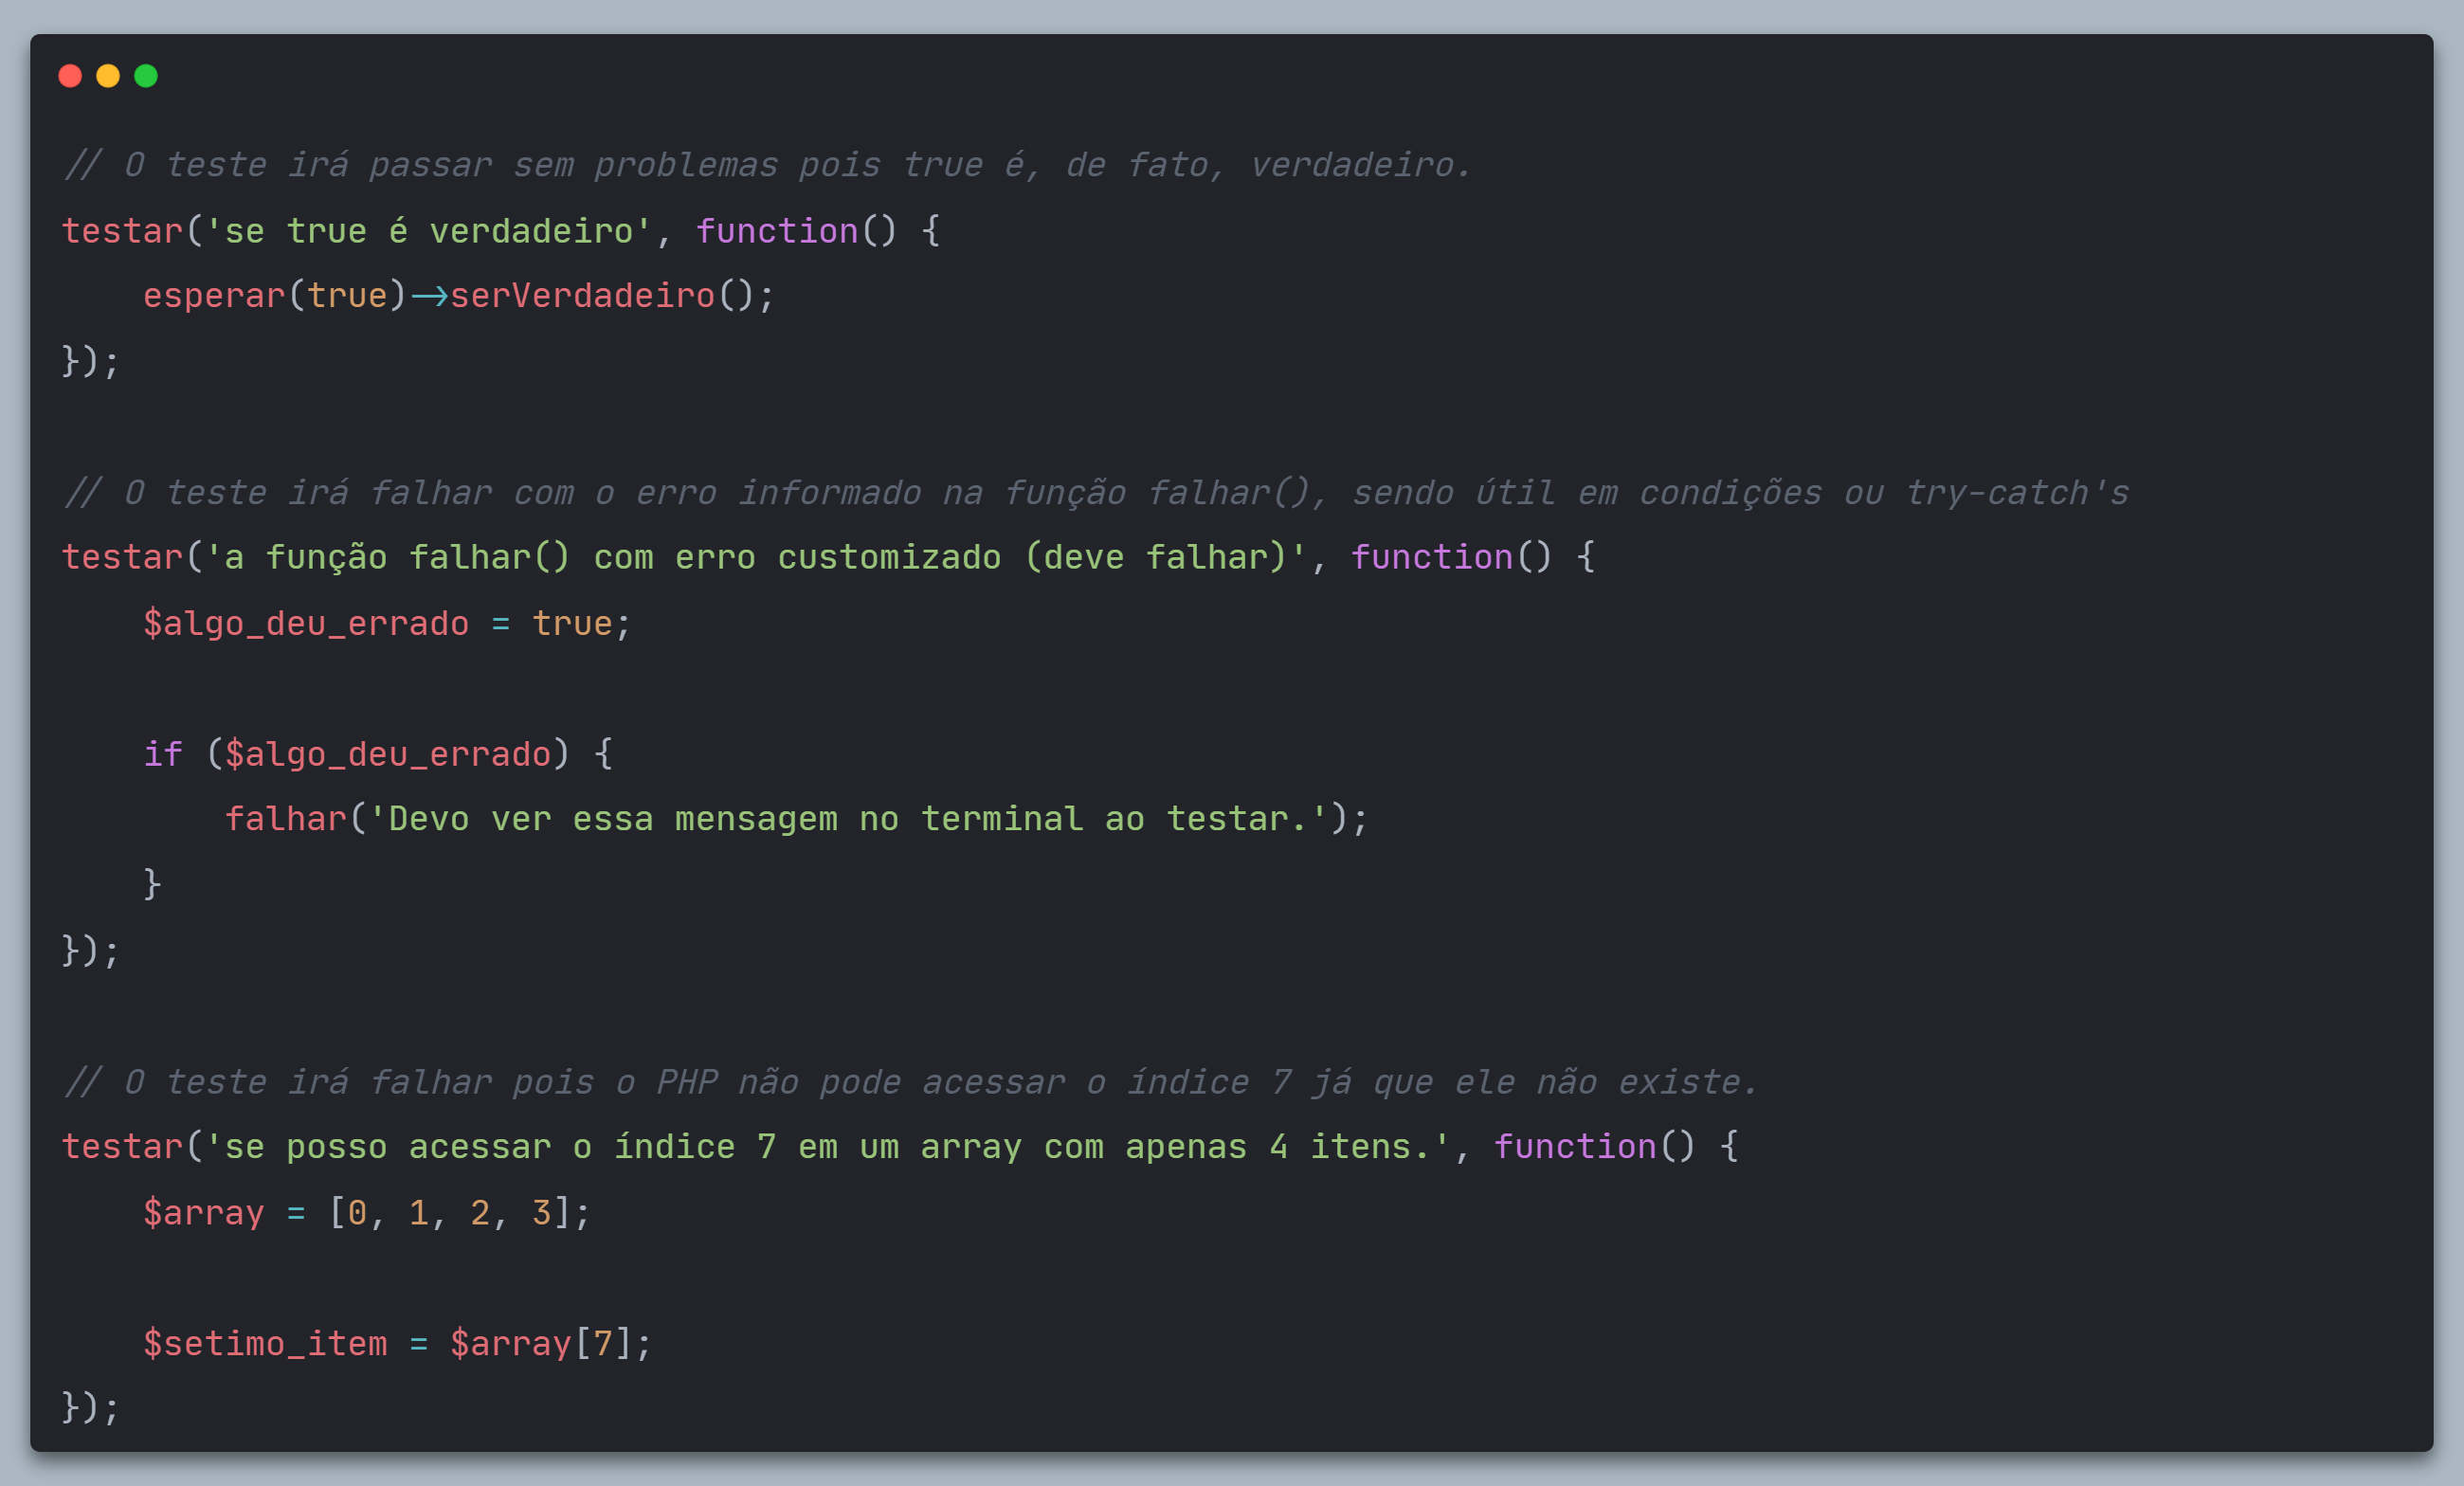 // O teste irá passar sem problemas pois true é, de fato, verdadeiro.
testar('se true é verdadeiro', function() {
    esperar(true)->serVerdadeiro();
});

// O teste irá falhar com o erro informado na função falhar(), sendo útil em condições ou try-catch's
testar('a função falhar() com erro customizado (deve falhar)', function() {
    $algo_deu_errado = true;

    if ($algo_deu_errado) {
        falhar('Devo ver essa mensagem no terminal ao testar.');
    }
});

// O teste irá falhar pois o PHP não pode acessar o índice 7 já que ele não existe.
testar('se posso acessar o índice 7 em um array com apenas 4 itens.', function() {
    $array = [0, 1, 2, 3];

    $setimo_item = $array[7];
});